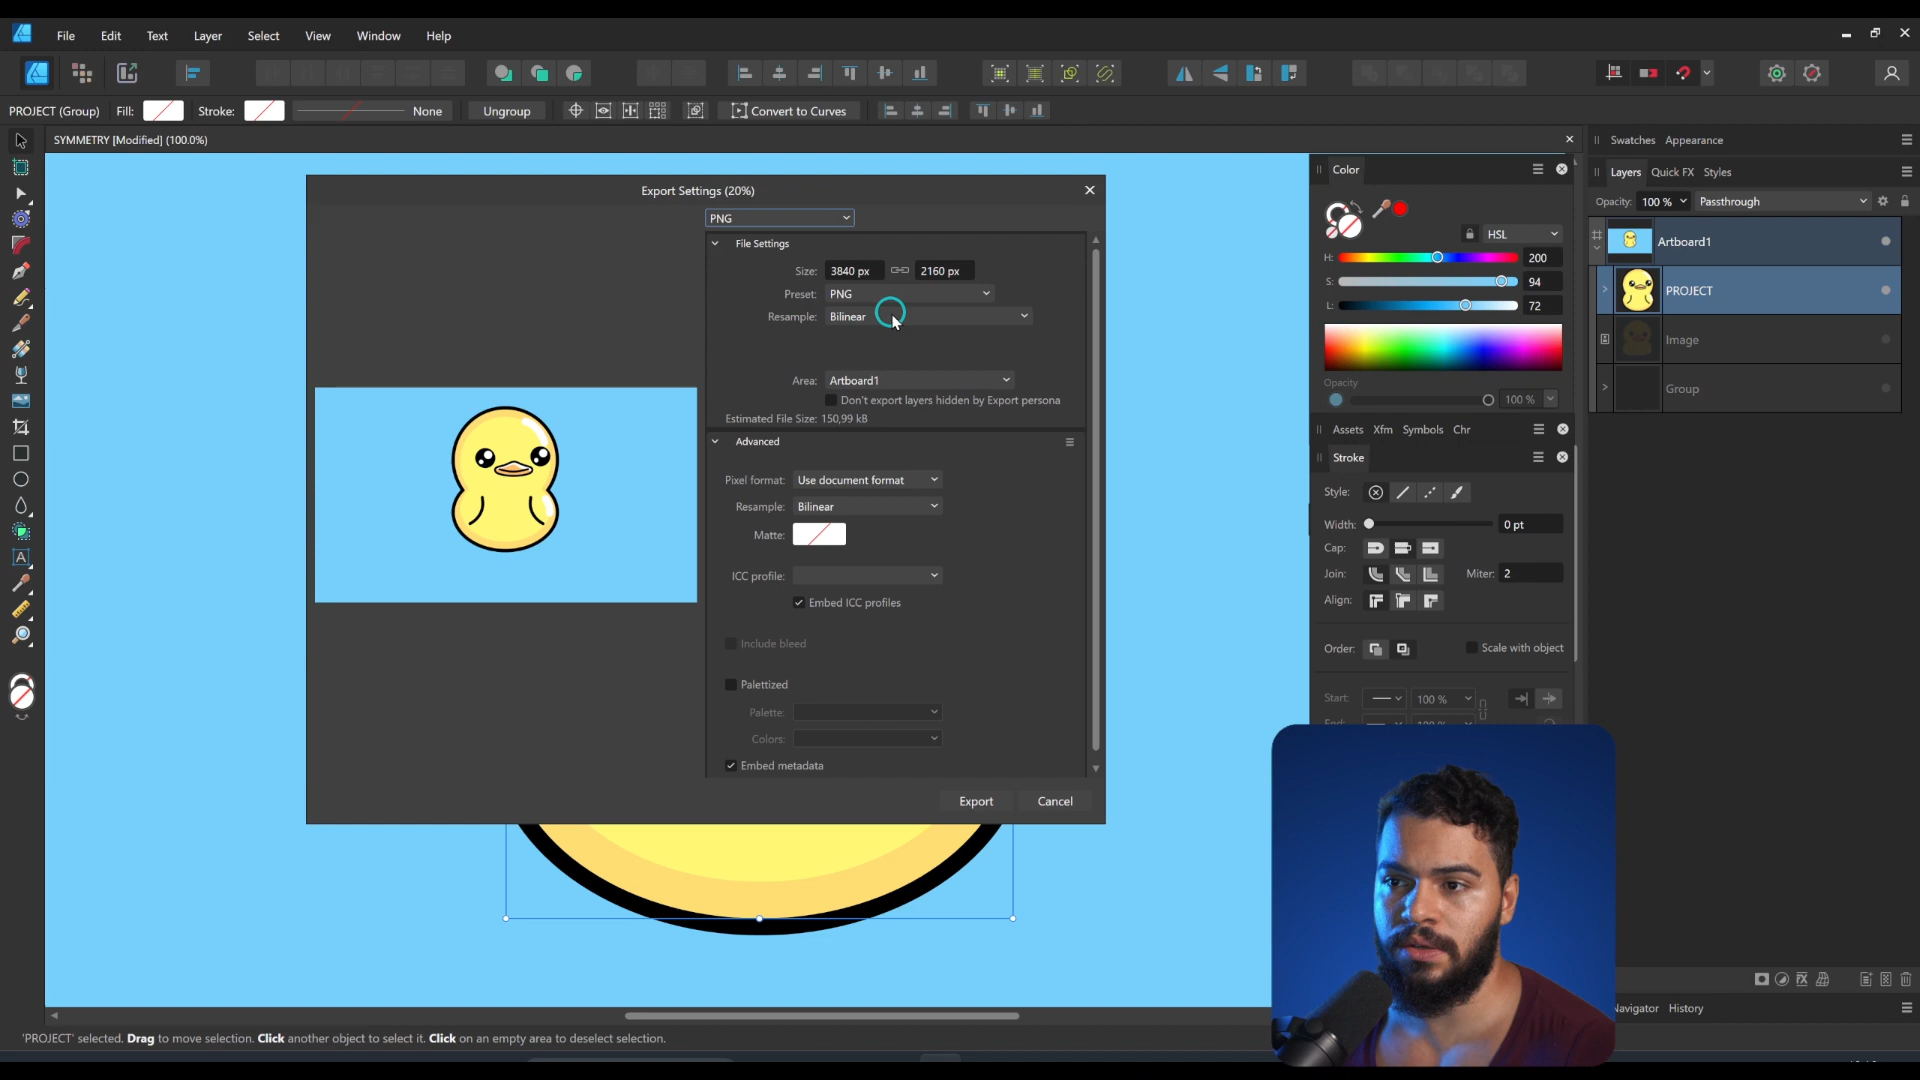 File Edit Text Layer Select View Window Help
PROJECT (Group) Fill: Stroke: None Ungroup Convert to Curves
SYMMETRY [Modified] (100.0%)
Export Settings (20%)
PNG
File Settings
Size: 3840 px 2160 px
Preset: PNG
Resample: Bilinear
Area: Artboard1
Don't export layers hidden by Export persona
Estimated File Size: 150,99 kB
Advanced
Pixel format: Use document format
Resample: Bilinear
Matte:
ICC profile:
Embed ICC profiles
Include bleed
Palettized
Palette:
Colors:
Embed metadata
Export Cancel
Color
HSL
H: 200
S: 94
L: 72
Opacity
100 %
Assets Xfm Symbols Chr
Stroke
Style:
Width: 0 pt
Cap:
Join: Miter: 2
Align:
Order: Scale with object
Start: 100 %
Swatches Appearance
Layers Quick FX Styles
Opacity: 100 % Passthrough
Artboard1
PROJECT
Image
Group
Navigator History
'PROJECT' selected. Drag to move selection. Click another object to select it. Click on an empty area to deselect selection.